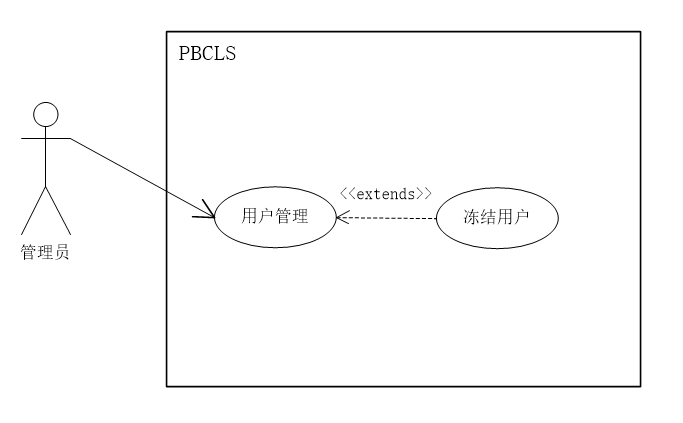 PBCLS
<<extends>>
用户管理
冻结用户
管理员